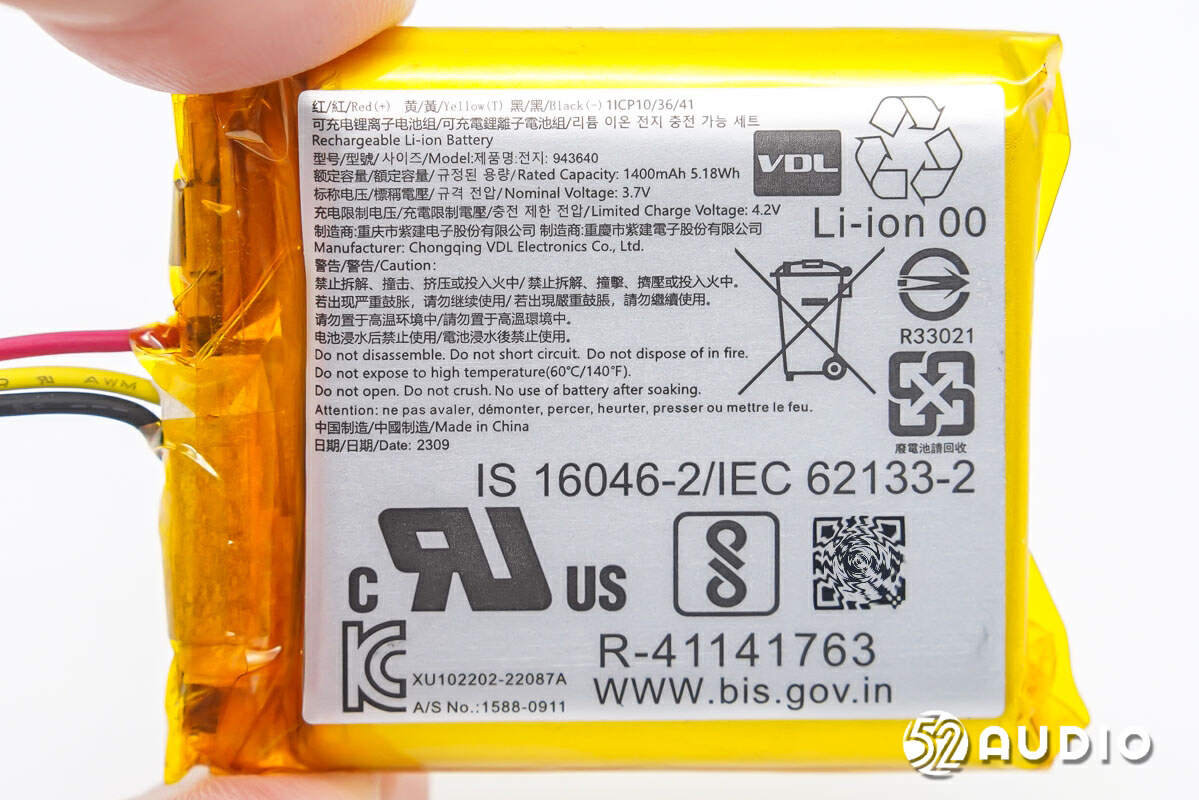 红/紅/Red(+) 黄/黃/Yellow(T) 黑/黑/Black(-) 1ICP10/36/41
可充电锂离子电池组/可充電鋰離子電池組/리튬 이온 전지 충전 가능 세트
Rechargeable Li-ion Battery
型号/型號/ 사이즈/Model:제품명:전지: 943640
额定容量/額定容量/ 규정된 용량/Rated Capacity: 1400mAh 5.18Wh
标称电压/標稱電壓/ 규격 전압/Nominal Voltage: 3.7V
充电限制电压/充電限制電壓/충전 제한 전압/Limited Charge Voltage: 4.2V
制造商:重庆市紫建电子股份有限公司 制造商:重慶市紫建電子股份有限公司
Manufacturer: Chongqing VDL Electronics Co., Ltd.
警告/警告/Caution:
禁止拆解、撞击、挤压或投入火中/ 禁止拆解、撞擊、擠壓或投入火中。
若出现严重鼓胀，请勿继续使用/ 若出現嚴重鼓脹，請勿繼續使用。
请勿置于高温环境中/請勿置於高溫環境中。
电池浸水后禁止使用/電池浸水後禁止使用。
Do not disassemble. Do not short circuit. Do not dispose of in fire.
Do not expose to high temperature(60°C/140°F).
Do not open. Do not crush. No use of battery after soaking.
Attention: ne pas avaler, démonter, percer, heurter, presser ou mettre le feu.
中国制造/中國制造/Made in China
日期/日期/Date: 2309
VDL
Li-ion 00
R33021
廢電池請回收
IS 16046-2/IEC 62133-2
C RU US
KC
XU102202-22087A
A/S No.:1588-0911
R-41141763
www.bis.gov.in
MWA
52 AUDIO